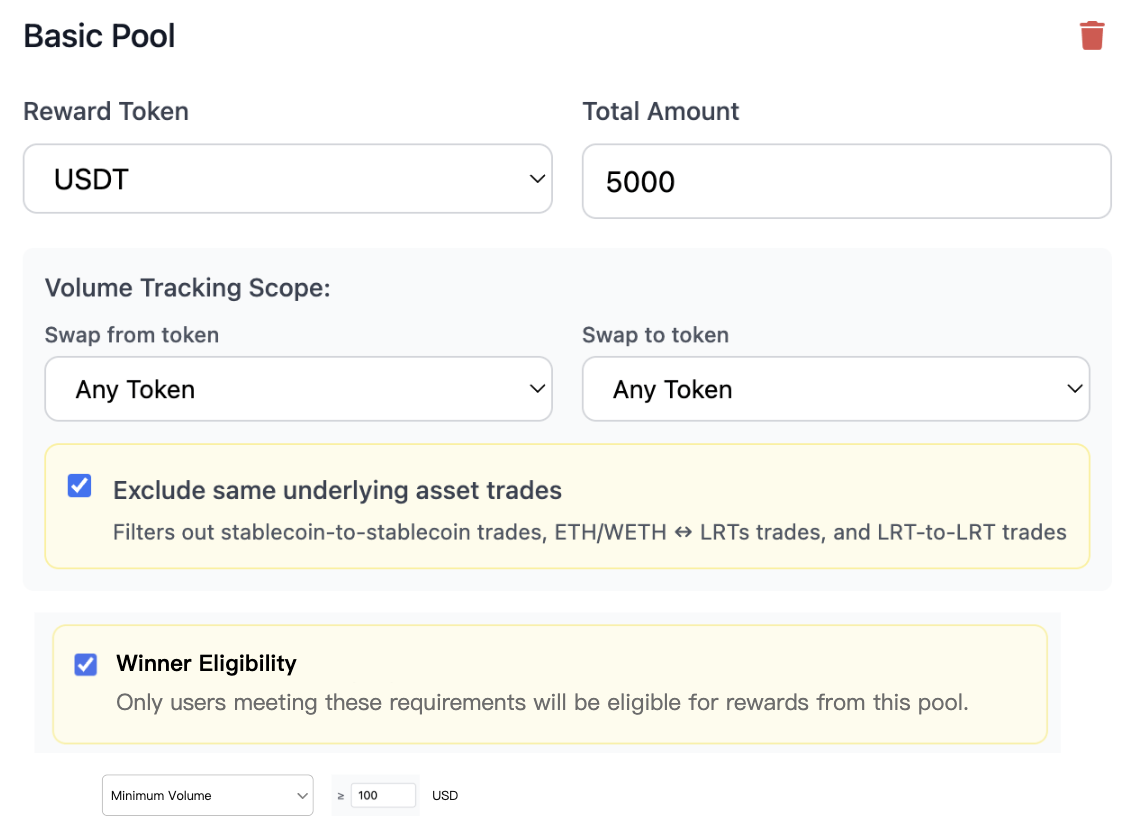 Basic Pool
Reward Token
Total Amount
USDT
5000
Volume Tracking Scope:
Swap from token
Swap to token
Any Token
Any Token
Exclude same underlying asset trades
Filters out stablecoin-to-stablecoin trades, ETH/WETH ↔ LRTs trades, and LRT-to-LRT trades
Winner Eligibility
Only users meeting these requirements will be eligible for rewards from this pool.
Minimum Volume ≥ 100 USD